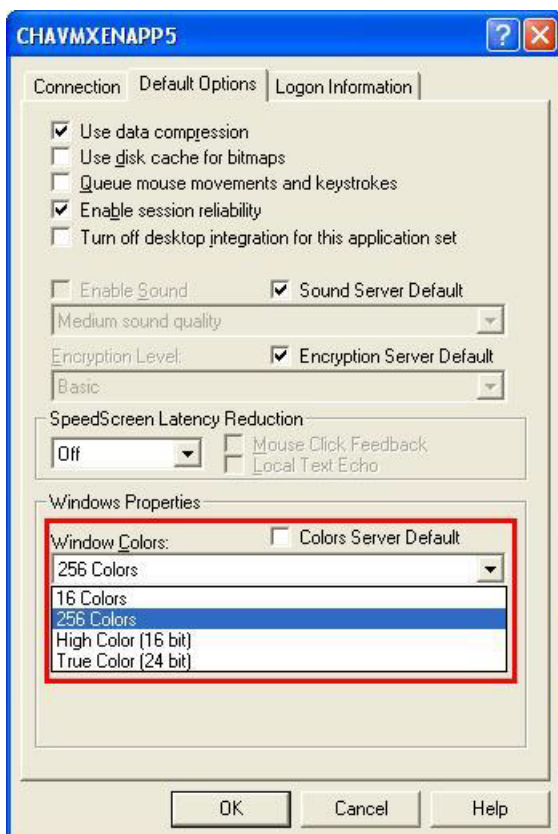 CHAVMXENAPP5
Connection Default Options Logon Information
Use data compression
Use disk cache for bitmaps
Queue mouse movements and keystrokes
Enable session reliability
Turn off desktop integration for this application set
Enable Sound Sound Server Default
Medium sound quality
Encryption Level: Encryption Server Default
Basic
SpeedScreen Latency Reduction
Off Mouse Click Feedback
Local Text Echo
Windows Properties
Window Colors: Colors Server Default
256 Colors
16 Colors
256 Colors
High Color (16 bit)
True Color (24 bit)
OK Cancel Help